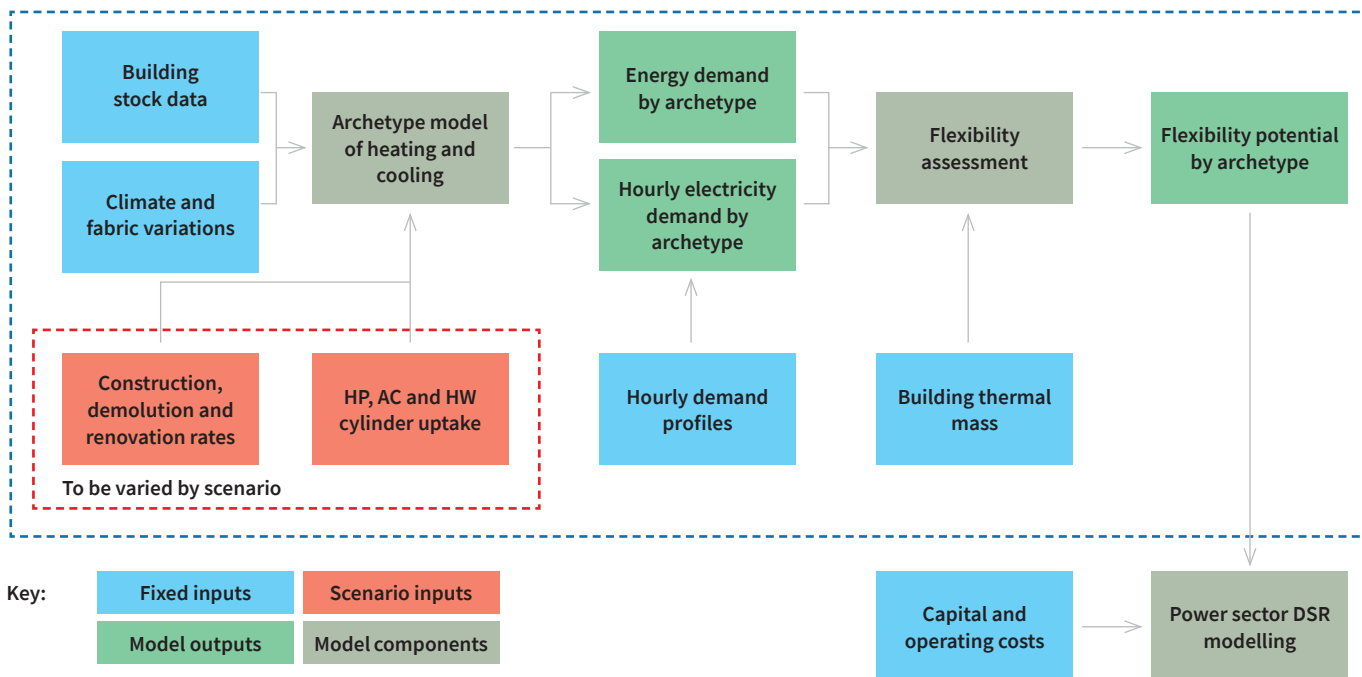 Building
stock data
Climate and
fabric variations
Archetype model
of heating and
cooling
Energy demand
by archetype
Hourly electricity
demand by
archetype
Flexibility
assessment
Flexibility potential
by archetype
Construction,
demolution and
renovation rates
HP, AC and HW
cylinder uptake
To be varied by scenario
Hourly demand
profiles
Building thermal
mass
Key:
Fixed inputs
Scenario inputs
Model outputs
Model components
Capital and
operating costs
Power sector DSR
modelling